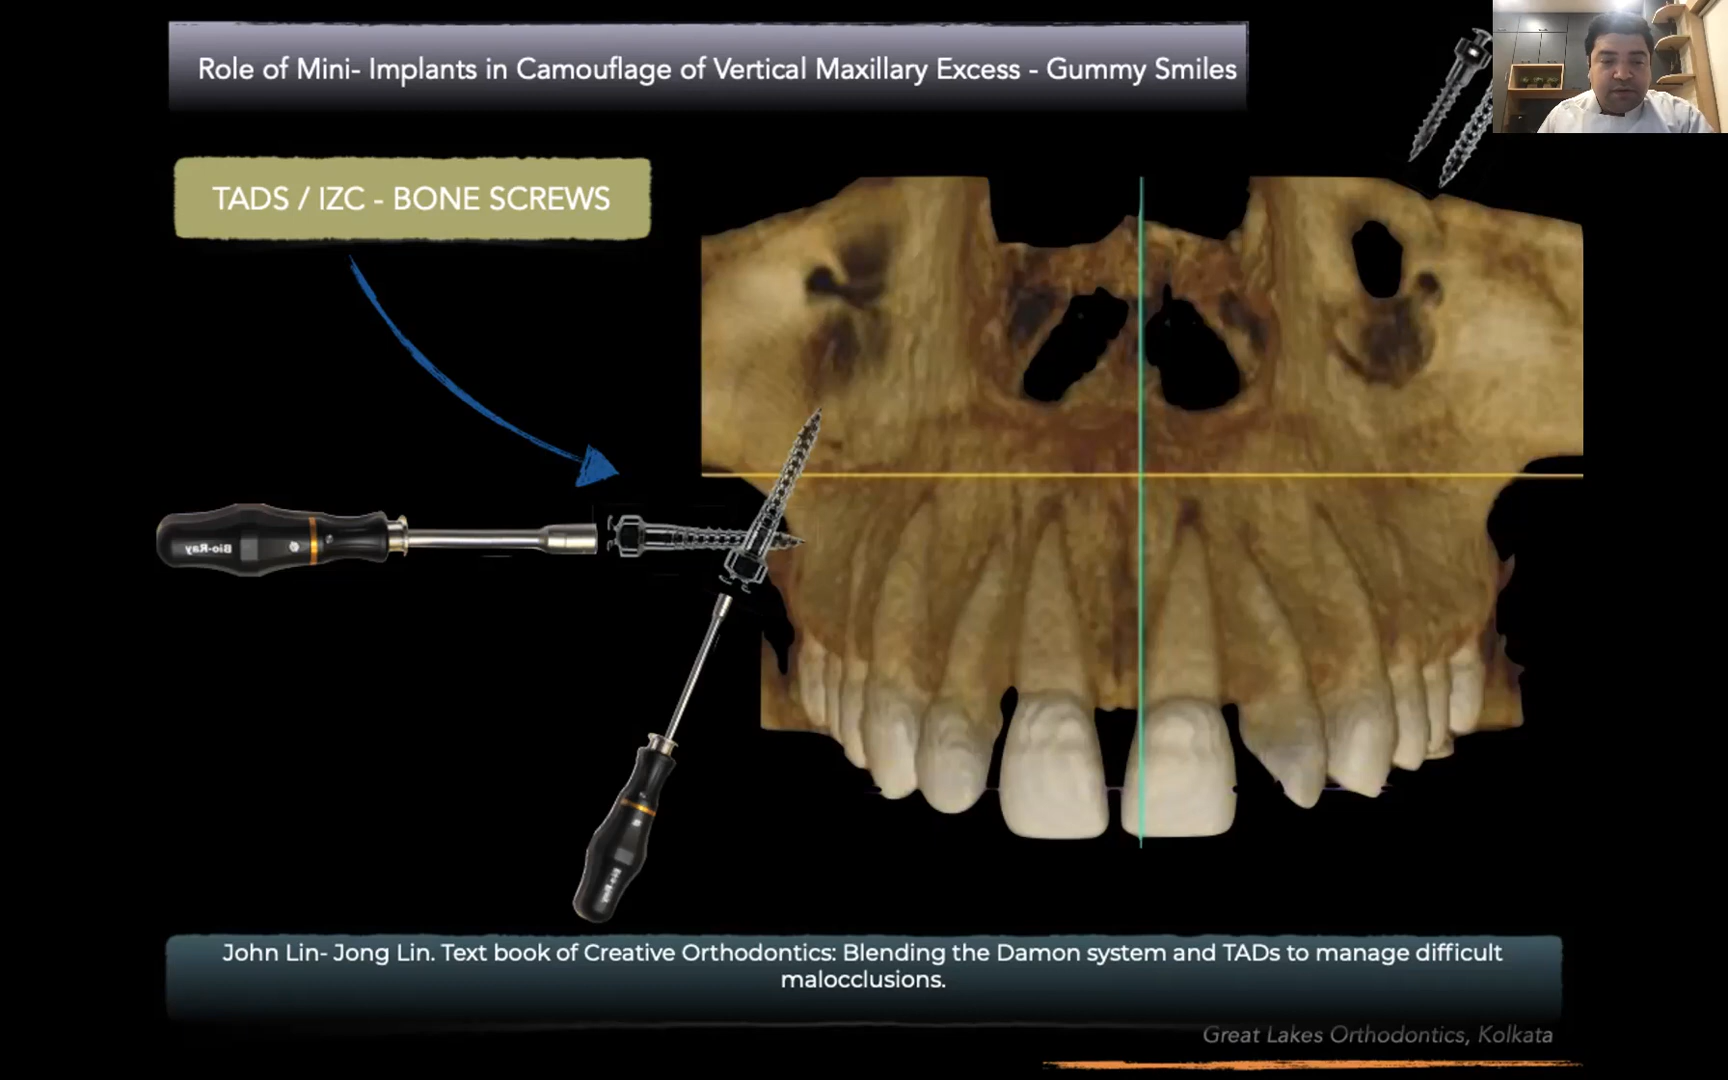 Role of Mini- Implants in Camouflage of Vertical Maxillary Excess - Gummy Smiles
TADS / IZC - BONE SCREWS
Bio-Ray
John Lin- Jong Lin. Text book of Creative Orthodontics: Blending the Damon system and TADs to manage difficult
malocclusions.
Great Lakes Orthodontics, Kolkata